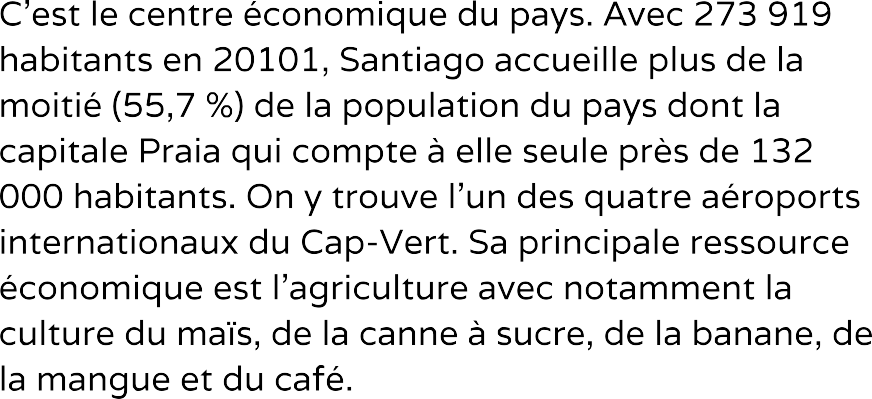 C'est le centre économique du pays. Avec 273 919
habitants en 20101, Santiago accueille plus de la
moitié (55,7 %) de la population du pays dont la
capitale Praia qui compte à elle seule près de 132
000 habitants. On y trouve l'un des quatre aéroports
internationaux du Cap-Vert. Sa principale ressource
économique est l'agriculture avec notamment la
culture du maïs, de la canne à sucre, de la banane, de
la mangue et du café.